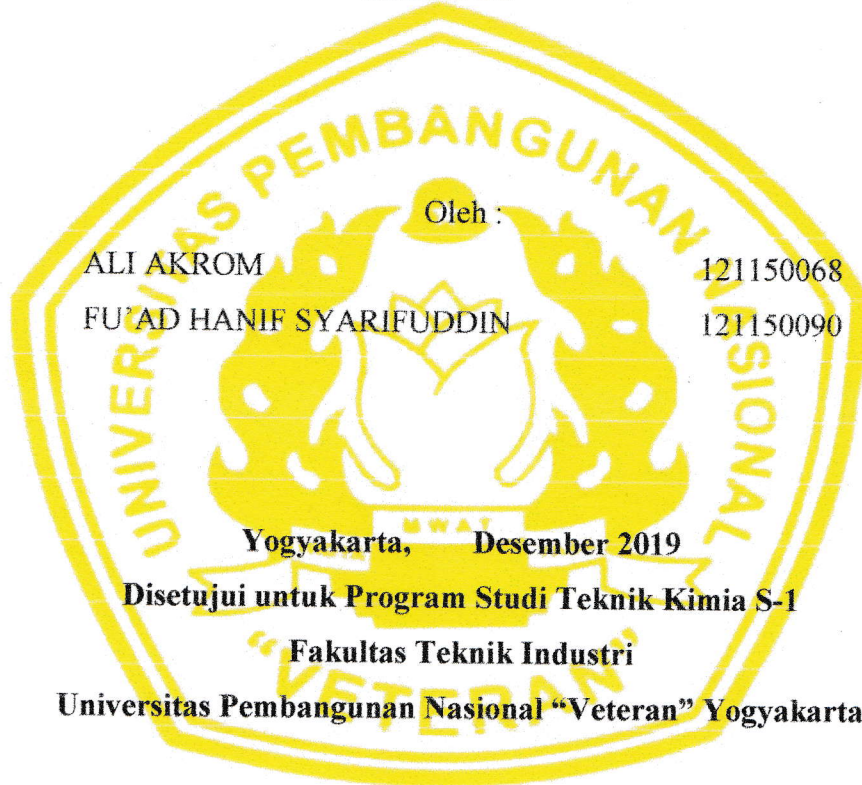 UNIVERSITAS PEMBANGUNAN NASIONAL
Oleh :
ALI AKROM 121150068
FU'AD HANIF SYARIFUDDIN 121150090
MWAT
Yogyakarta, Desember 2019
Disetujui untuk Program Studi Teknik Kimia S-1
Fakultas Teknik Industri
"VETERAN"
Universitas Pembangunan Nasional “Veteran” Yogyakarta